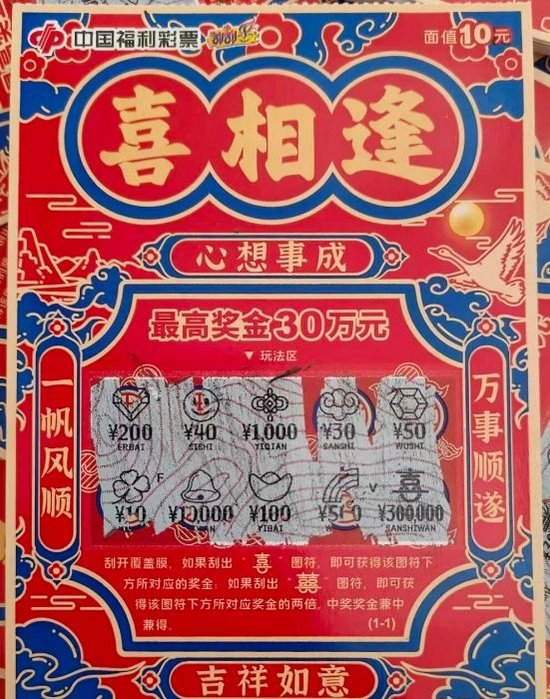 中国福利彩票 刮刮乐
面值10元
喜相逢
心想事成
最高奖金30万元
▼玩法区
一帆风顺
万事顺遂
¥200 ¥40 ¥1,000 ¥30 ¥50
ERBAI SISHI YIQIAN SANSHI WUSHI
F V 喜
¥10 ¥10,000 ¥100 ¥500 ¥300,000
YIWAN YIBAI SANSHIWAN
刮开覆盖膜，如果刮出“喜”图符，即可获得该图符下
方所对应的奖金；如果刮出“囍”图符，即可获
得该图符下方所对应奖金的两倍，中奖奖金兼中
兼得。 (1-1)
吉祥如意